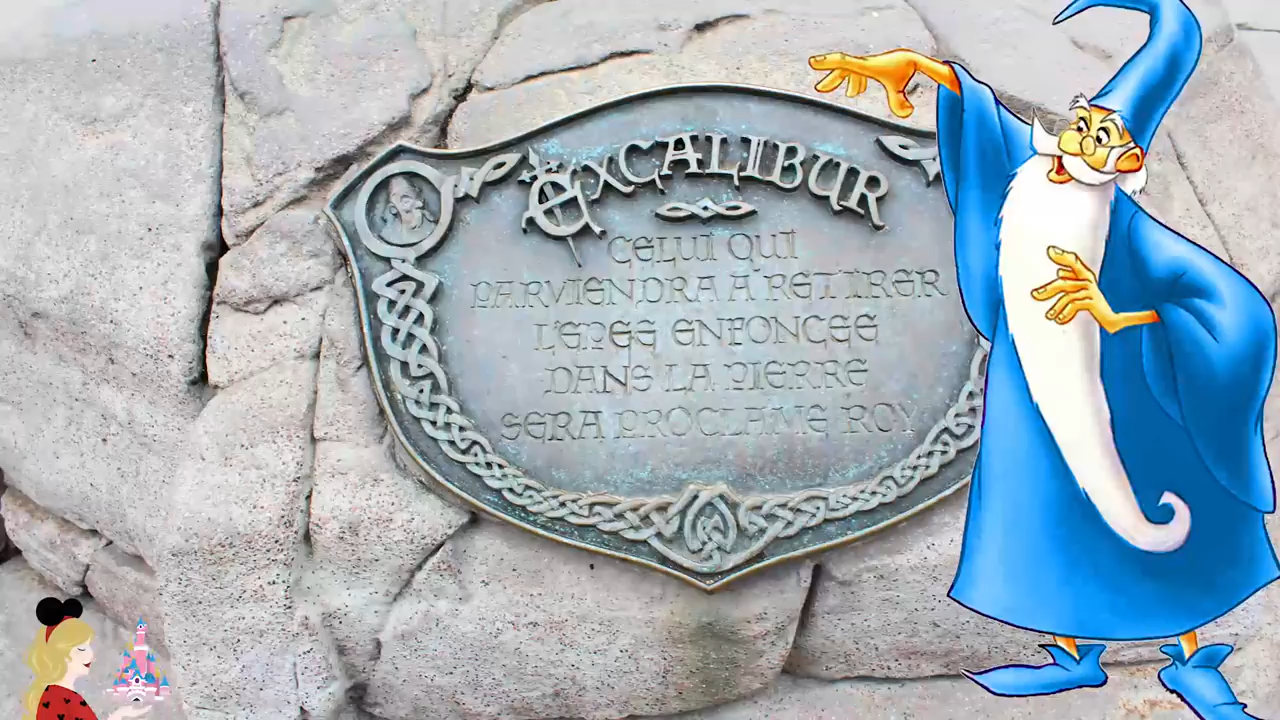 EXCALIBUR
CELUI QUI
PARVIENDRA A RETIRER
L'EPEE ENFONCEE
DANS LA PIERRE
SERA PROCLAME ROY